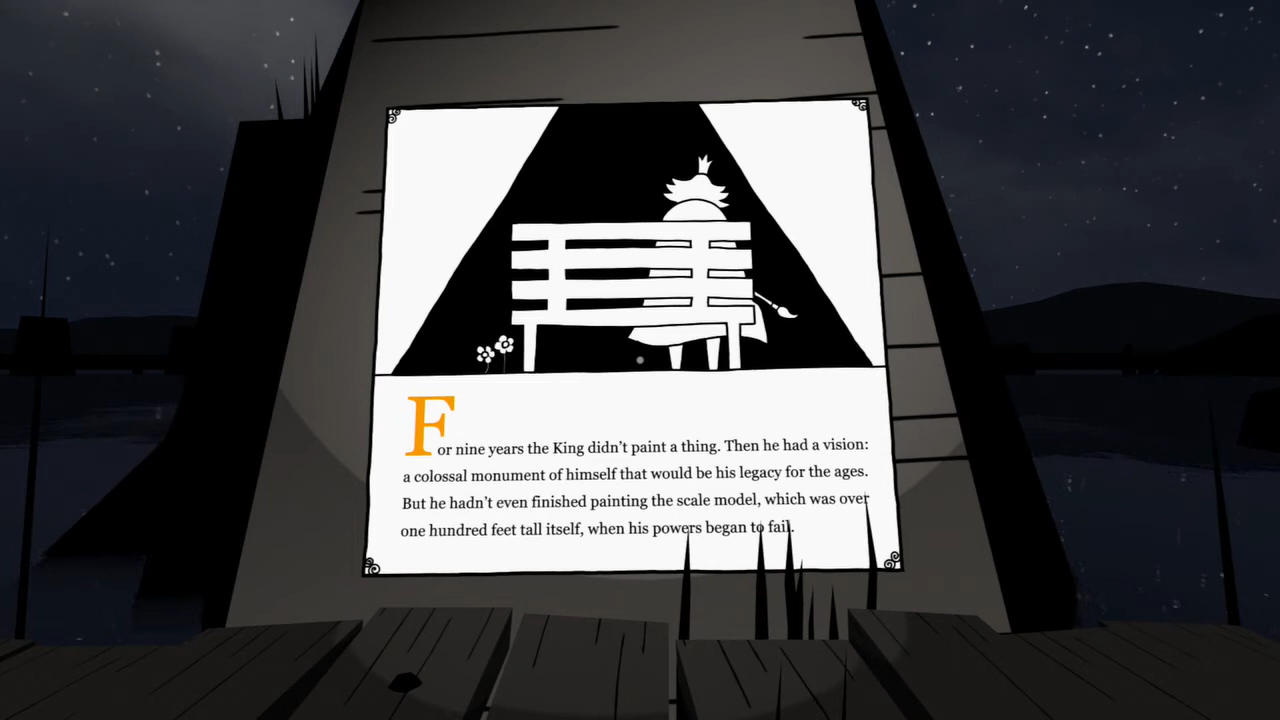 For nine years the King didn't paint a thing. Then he had a vision:
a colossal monument of himself that would be his legacy for the ages.
But he hadn't even finished painting the scale model, which was over
one hundred feet tall itself, when his powers began to fail.